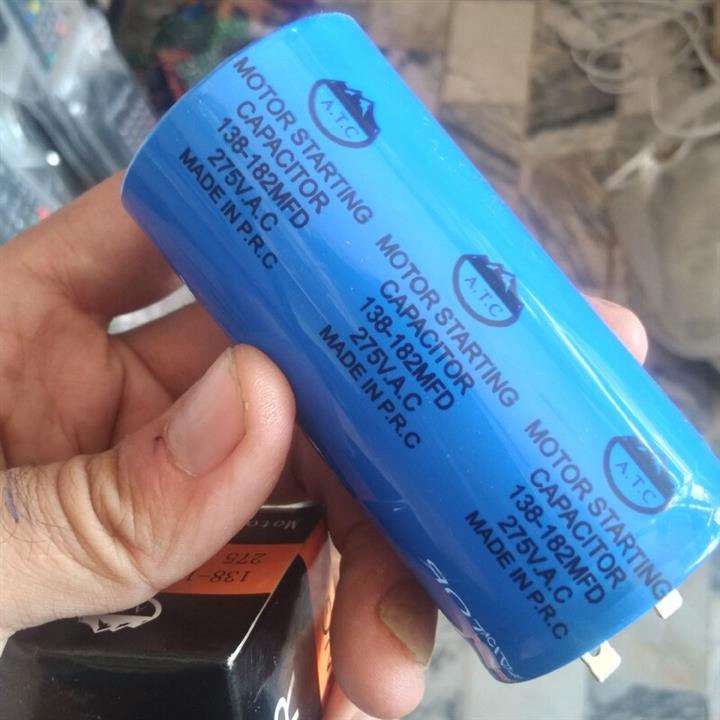 A.T.C
MOTOR STARTING
CAPACITOR
138-182MFD
275V.A.C
MADE IN P.R.C
A.T.C
MOTOR STARTING
CAPACITOR
138-182MFD
275V.A.C
MADE IN P.R.C
A.T.C
MOTOR STARTING
CAPACITOR
138-182MFD
275V.A.C
MADE IN P.R.C
275